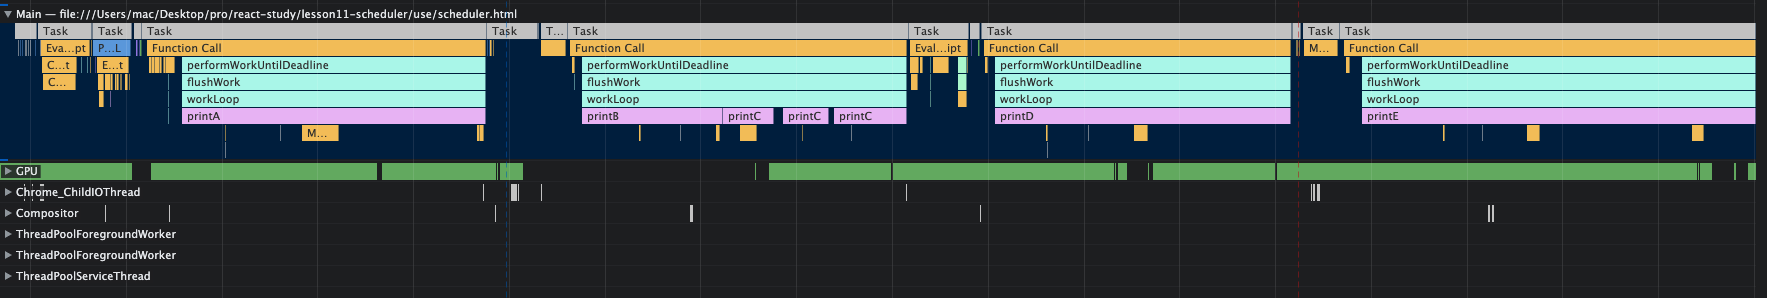 Main — file:///Users/mac/Desktop/pro/react-study/lesson11-scheduler/use/scheduler.html
Task Task Task Task T... Task Task Task Task Task
Eva...pt P...L Function Call Function Call Eval...ipt Function Call M... Function Call
C...t E...t performWorkUntilDeadline performWorkUntilDeadline performWorkUntilDeadline performWorkUntilDeadline
C... flushWork flushWork flushWork flushWork
workLoop workLoop workLoop workLoop
printA printB printC printC printC printD printE
M...
GPU
Chrome_ChildIOThread
Compositor
ThreadPoolForegroundWorker
ThreadPoolForegroundWorker
ThreadPoolServiceThread